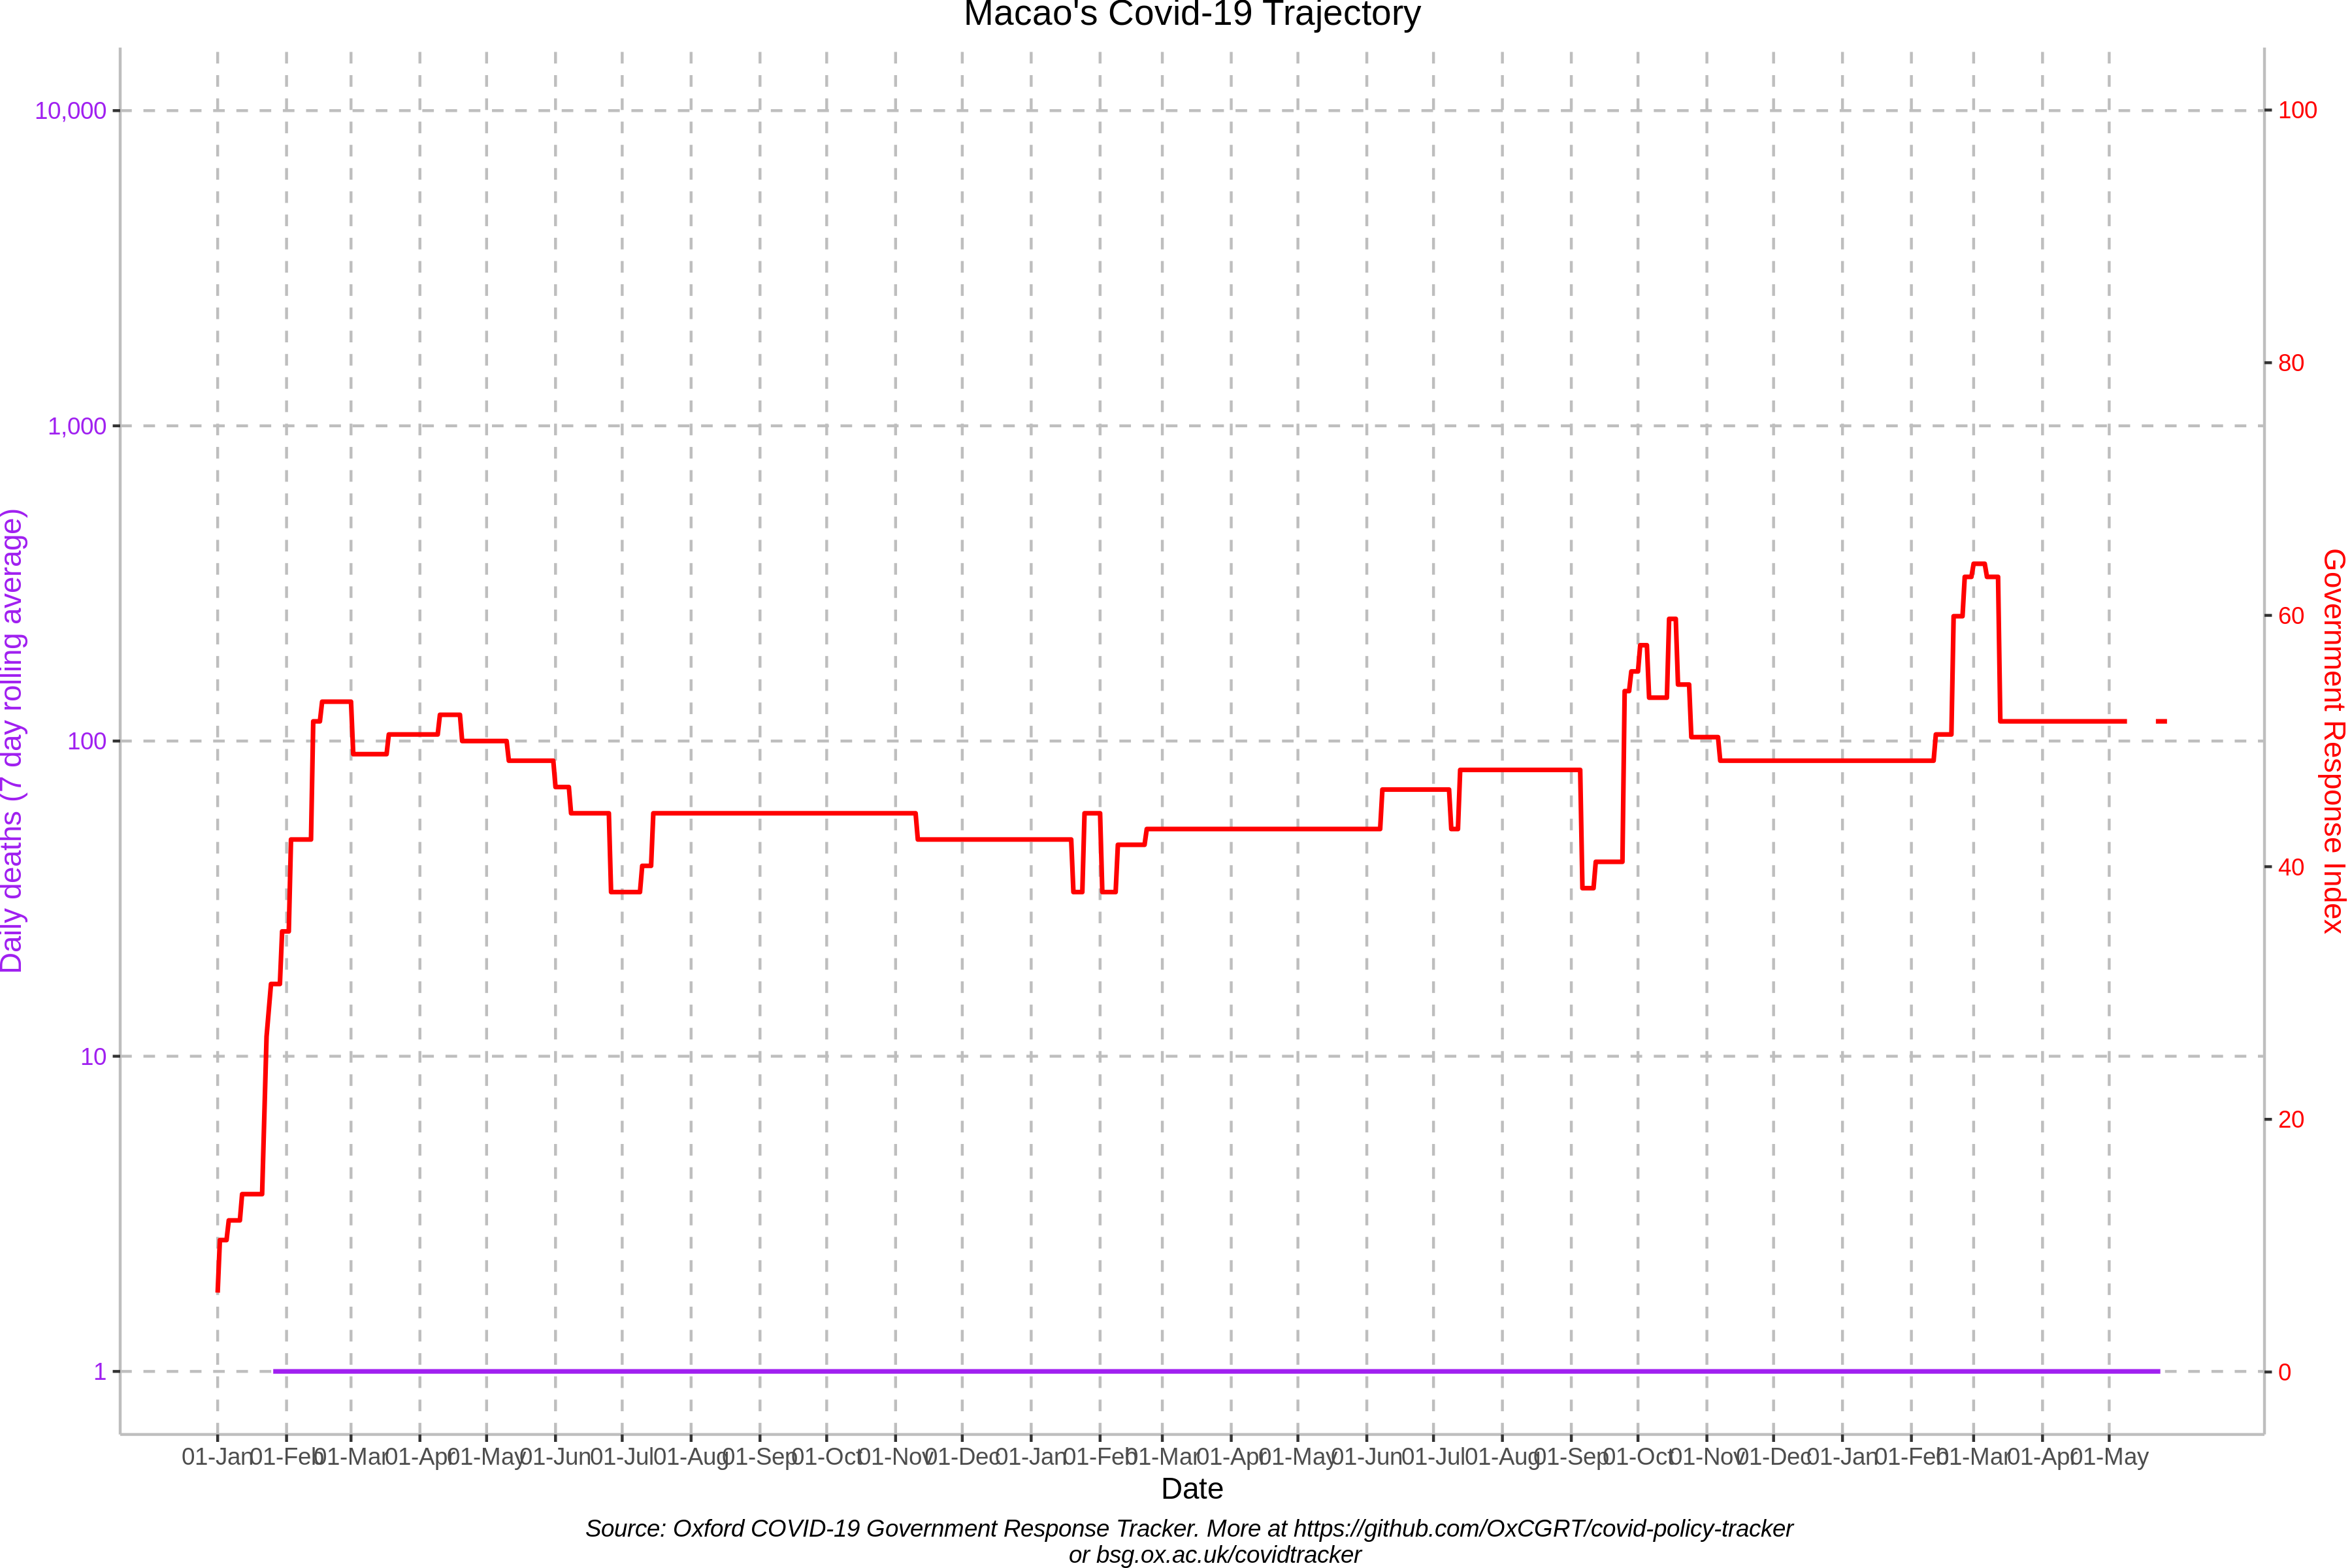 Macao's Covid-19 Trajectory
10,000
1,000
100
10
1
Daily deaths (7 day rolling average)
100
80
60
40
20
0
Government Response Index
01-Jan 01-Feb 01-Mar 01-Apr 01-May 01-Jun 01-Jul 01-Aug 01-Sep 01-Oct 01-Nov 01-Dec 01-Jan 01-Feb 01-Mar 01-Apr 01-May 01-Jun 01-Jul 01-Aug 01-Sep 01-Oct 01-Nov 01-Dec 01-Jan 01-Feb 01-Mar 01-Apr 01-May
Date
Source: Oxford COVID-19 Government Response Tracker. More at https://github.com/OxCGRT/covid-policy-tracker
or bsg.ox.ac.uk/covidtracker